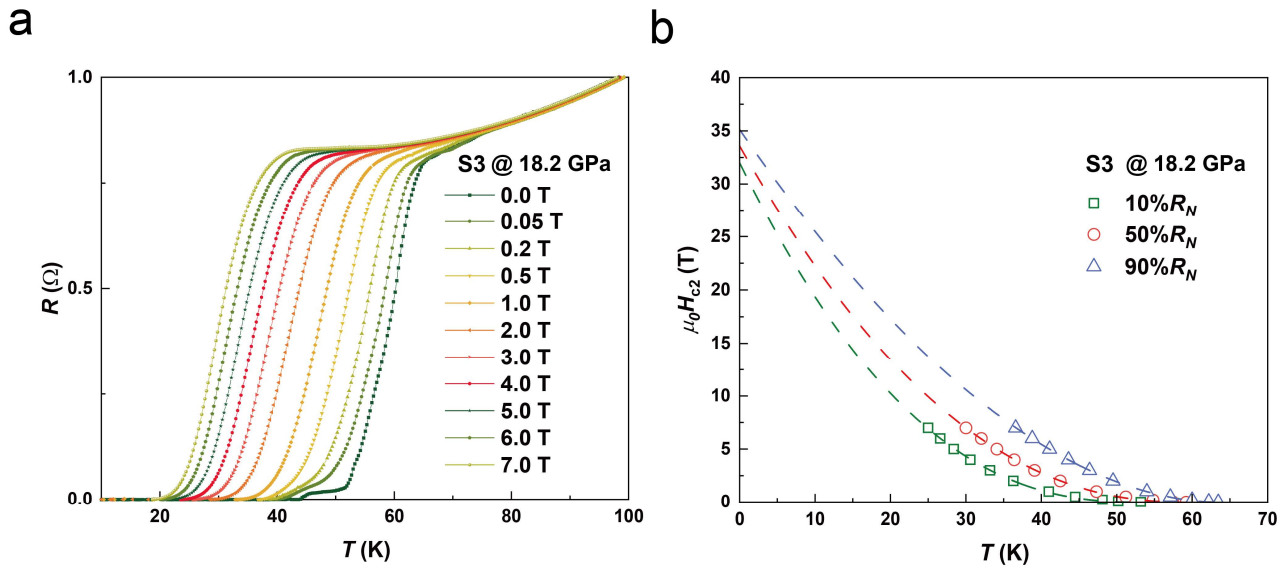 a
b
1.0
0.5
0.0
R (Ω)
20
40
60
80
100
T (K)
S3 @ 18.2 GPa
0.0 T
0.05 T
0.2 T
0.5 T
1.0 T
2.0 T
3.0 T
4.0 T
5.0 T
6.0 T
7.0 T
40
35
30
25
20
15
10
5
0
μ0Hc2 (T)
0
10
20
30
40
50
60
70
T (K)
S3 @ 18.2 GPa
10%RN
50%RN
90%RN